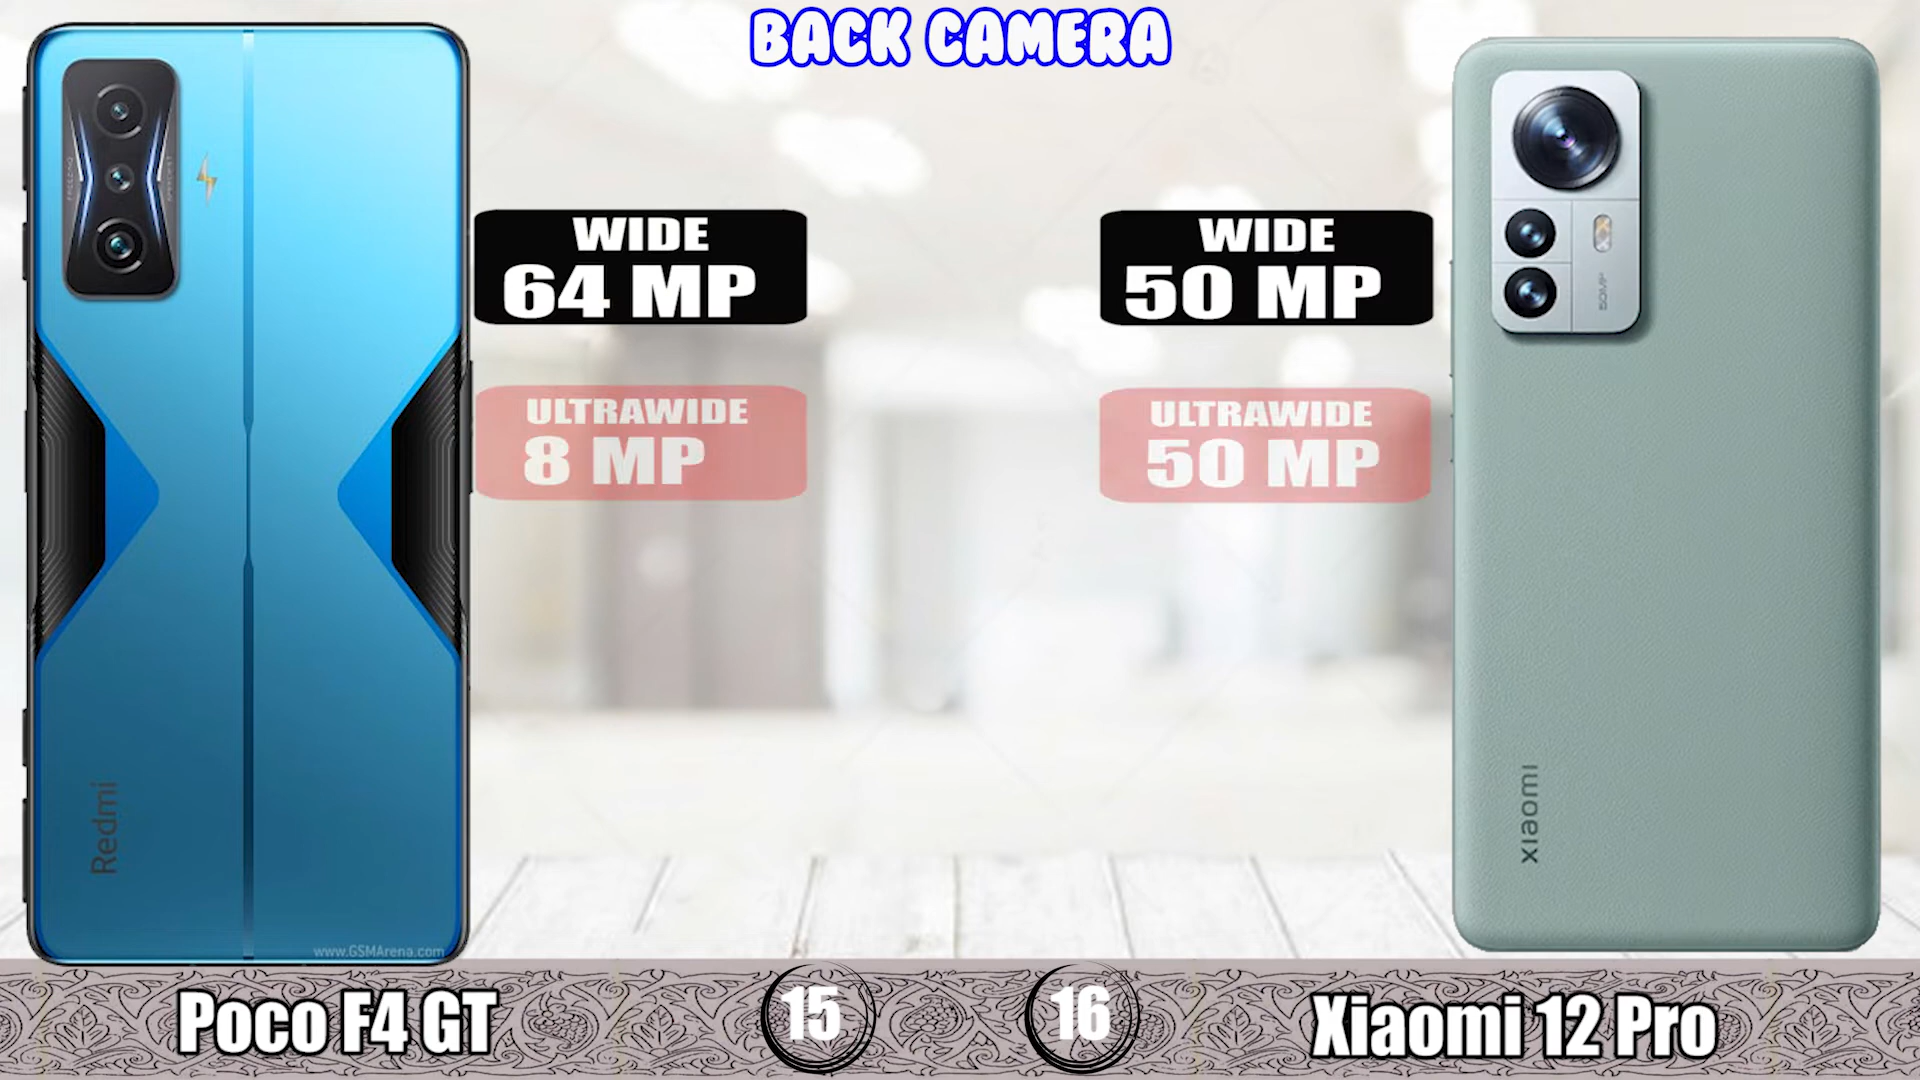 BACK CAMERA
WIDE
64 MP
ULTRAWIDE
8 MP
WIDE
50 MP
ULTRAWIDE
50 MP
50MP
Redmi
xiaomi
www.GSMArena.com
Poco F4 GT
15
16
Xiaomi 12 Pro